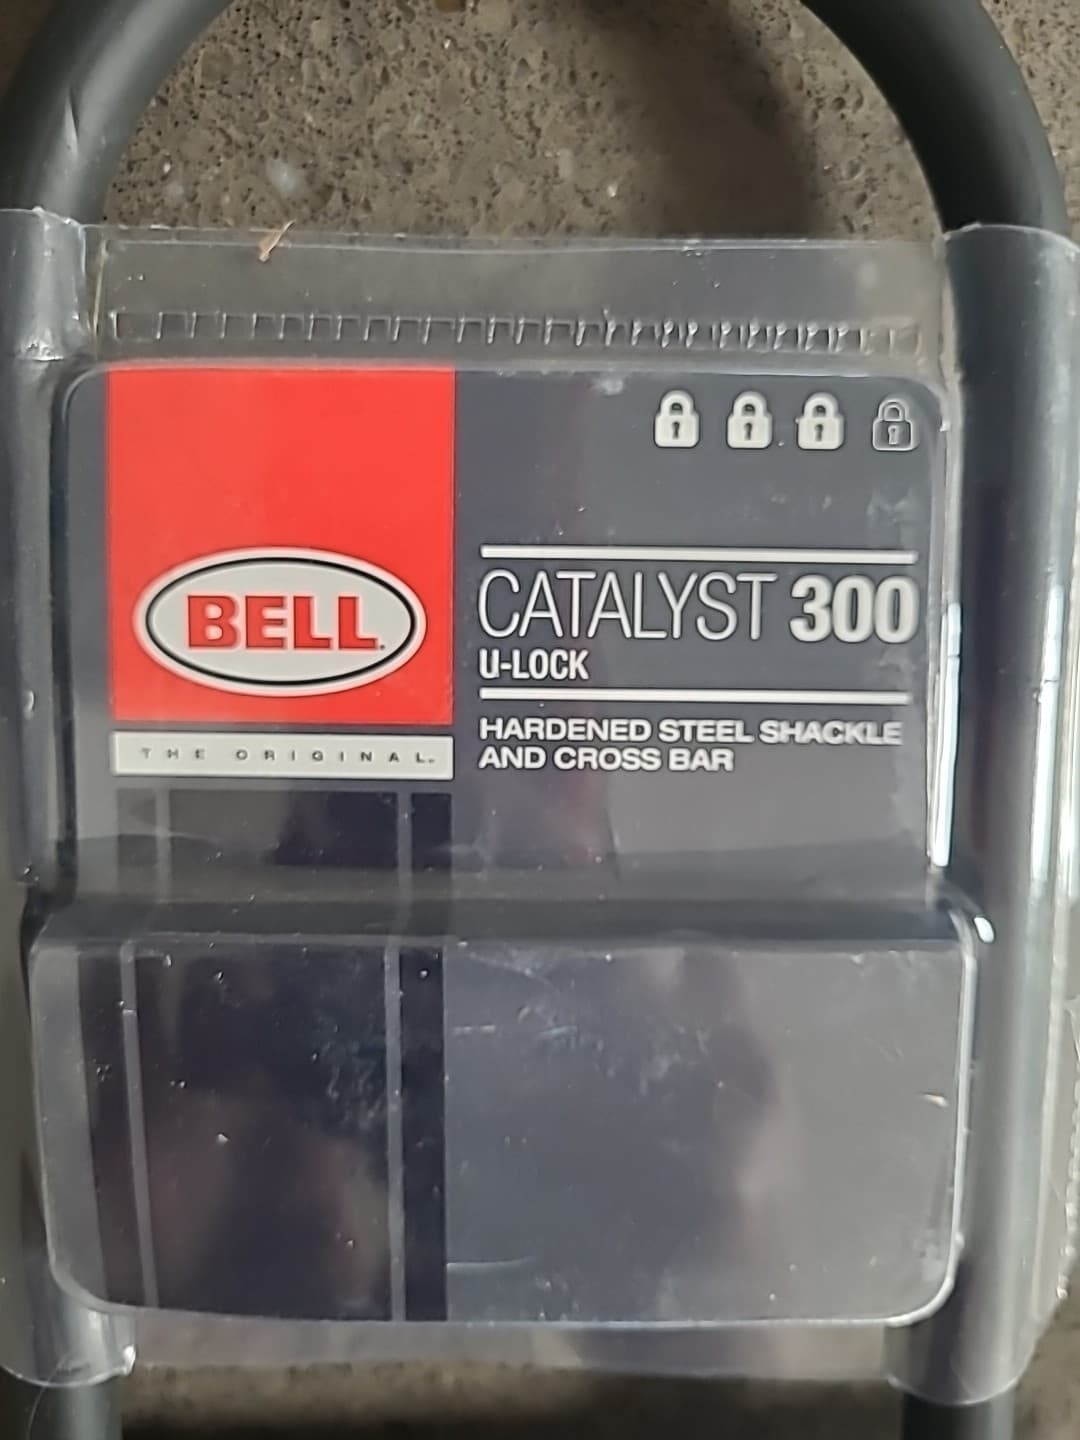 BELL.
THE ORIGINAL.
CATALYST 300
U-LOCK
HARDENED STEEL SHACKLE
AND CROSS BAR